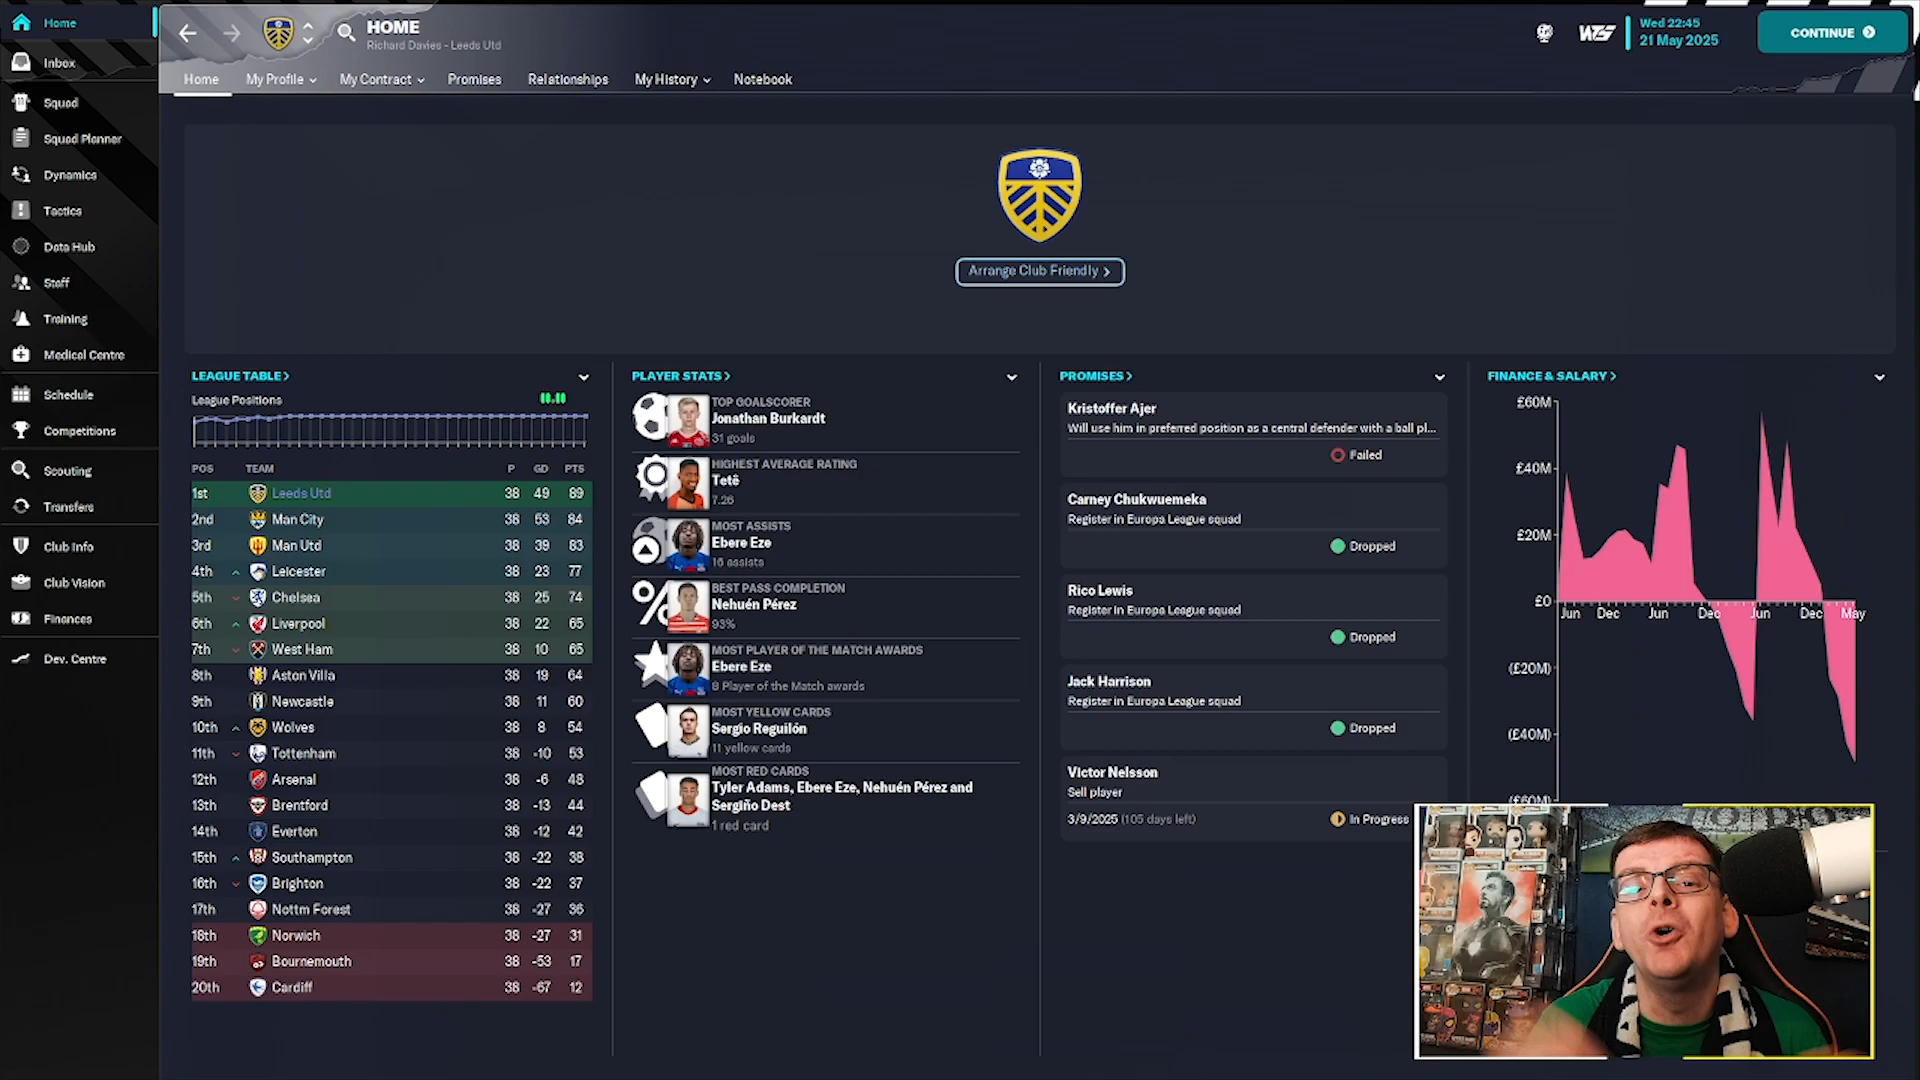 Home
Inbox
Squad
Squad Planner
Dynamics
Tactics
Data Hub
Staff
Training
Medical Centre
Schedule
Competitions
Scouting
Transfers
Club Info
Club Vision
Finances
Dev. Centre
HOME
Richard Davies - Leeds Utd
Wed 22:45
21 May 2025
CONTINUE
Home My Profile My Contract Promises Relationships My History Notebook
Arrange Club Friendly >
LEAGUE TABLE >
League Positions
POS TEAM P GD PTS
1st Leeds Utd 38 49 89
2nd Man City 38 53 84
3rd Man Utd 38 39 83
4th Leicester 38 23 77
5th Chelsea 38 25 74
6th Liverpool 38 22 65
7th West Ham 38 10 65
8th Aston Villa 38 19 64
9th Newcastle 38 11 60
10th Wolves 38 8 54
11th Tottenham 38 -10 53
12th Arsenal 38 -6 48
13th Brentford 38 -13 44
14th Everton 38 -12 42
15th Southampton 38 -22 38
16th Brighton 38 -22 37
17th Nottm Forest 38 -27 36
18th Norwich 38 -27 31
19th Bournemouth 38 -53 17
20th Cardiff 38 -67 12
PLAYER STATS >
TOP GOALSCORER
Jonathan Burkardt
31 goals
HIGHEST AVERAGE RATING
Tetê
7.26
MOST ASSISTS
Ebere Eze
16 assists
BEST PASS COMPLETION
Nehuén Pérez
93%
MOST PLAYER OF THE MATCH AWARDS
Ebere Eze
8 Player of the Match awards
MOST YELLOW CARDS
Sergio Reguilón
11 yellow cards
MOST RED CARDS
Tyler Adams, Ebere Eze, Nehuén Pérez and
Sergiño Dest
1 red card
PROMISES >
Kristoffer Ajer
Will use him in preferred position as a central defender with a ball pl...
Failed
Carney Chukwuemeka
Register in Europa League squad
Dropped
Rico Lewis
Register in Europa League squad
Dropped
Jack Harrison
Register in Europa League squad
Dropped
Victor Nelsson
Sell player
3/9/2025 (105 days left) In Progress
FINANCE & SALARY >
£60M
£40M
£20M
£0
Jun Dec Jun Dec Jun Dec May
(£20M)
(£40M)
(£60M)